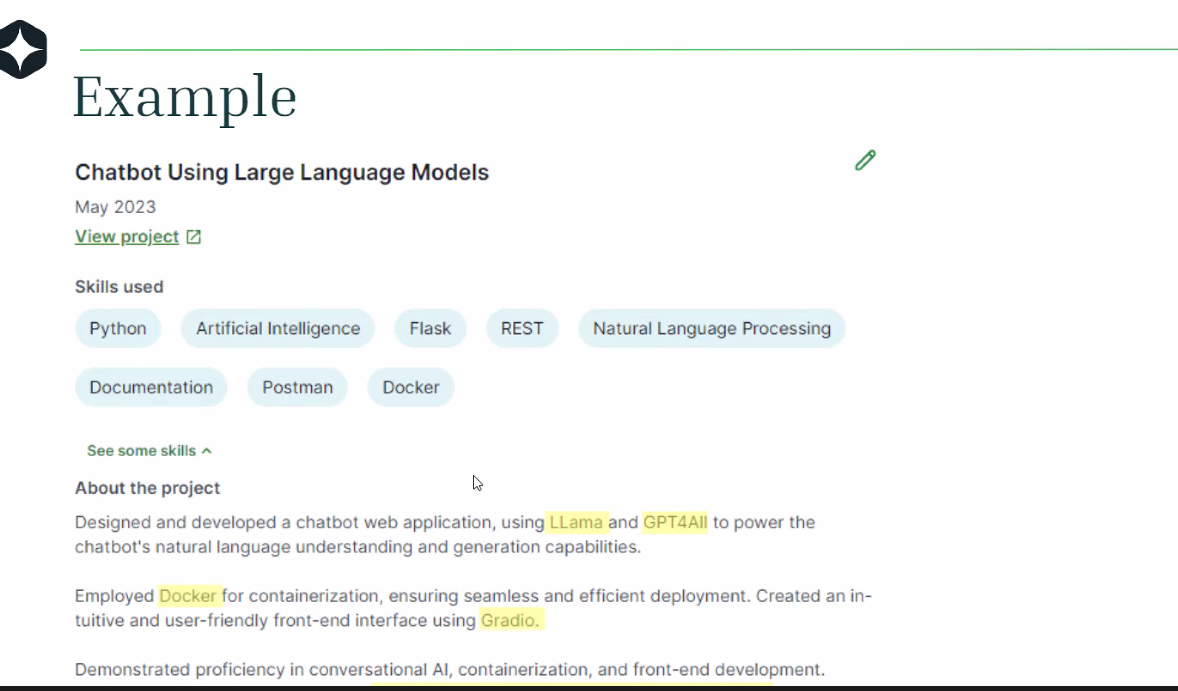 Example
Chatbot Using Large Language Models
May 2023
View project
Skills used
Python Artificial Intelligence Flask REST Natural Language Processing
Documentation Postman Docker
See some skills
About the project
Designed and developed a chatbot web application, using LLama and GPT4All to power the
chatbot's natural language understanding and generation capabilities.
Employed Docker for containerization, ensuring seamless and efficient deployment. Created an in-
tuitive and user-friendly front-end interface using Gradio.
Demonstrated proficiency in conversational AI, containerization, and front-end development.